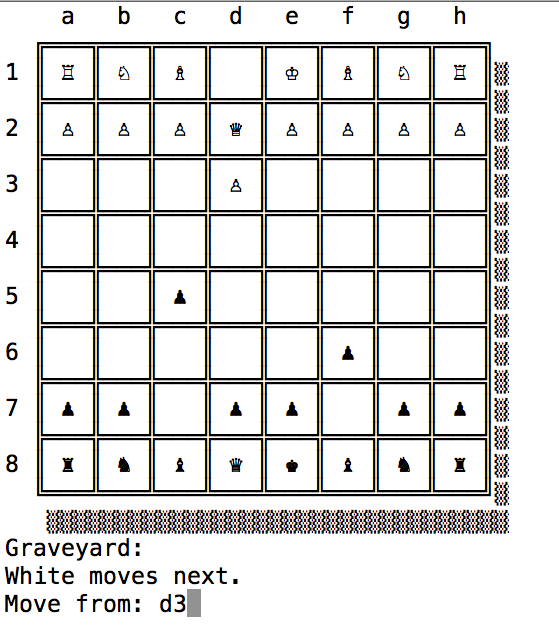 a b c d e f g h
1 ♖ ♘ ♗ ♔ ♗ ♘ ♖
2 ♙ ♙ ♙ ♛ ♙ ♙ ♙ ♙
3 ♙
4
5 ♟
6 ♟
7 ♟ ♟ ♟ ♟ ♟ ♟
8 ♜ ♞ ♝ ♛ ♚ ♝ ♞ ♜
Graveyard:
White moves next.
Move from: d3